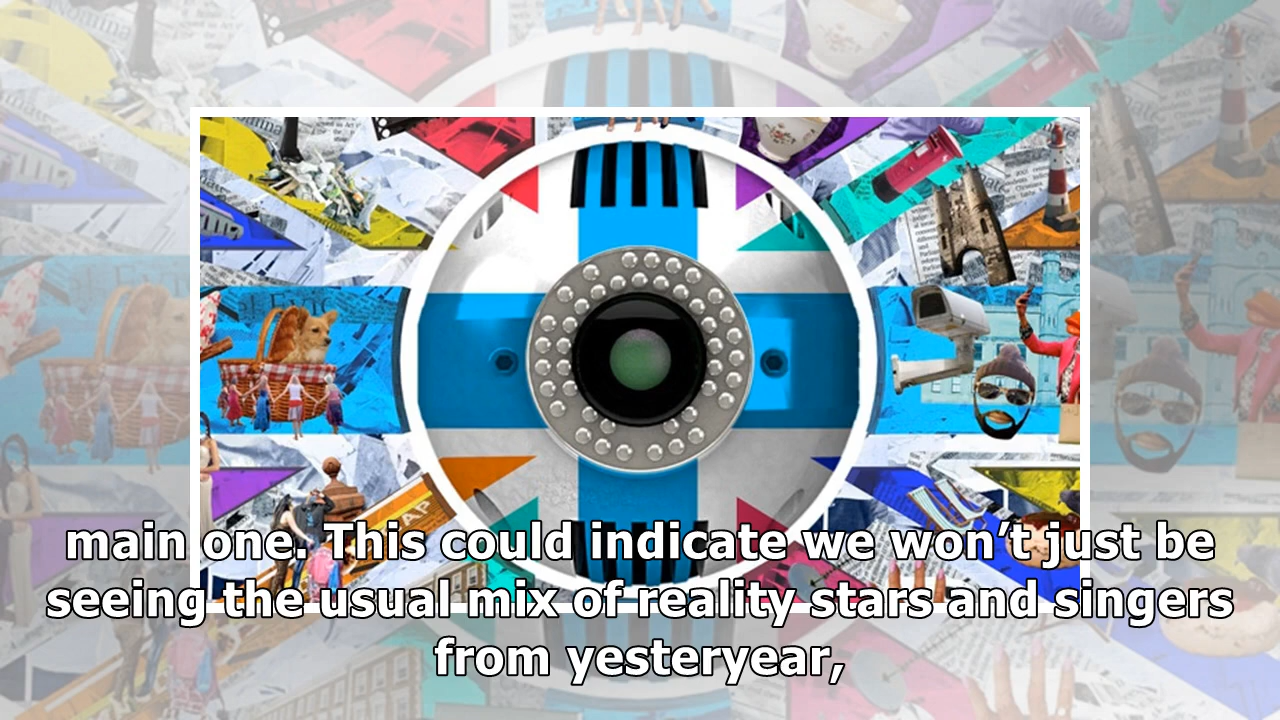 main one. This could indicate we won’t just be
seeing the usual mix of reality stars and singers
from yesteryear,